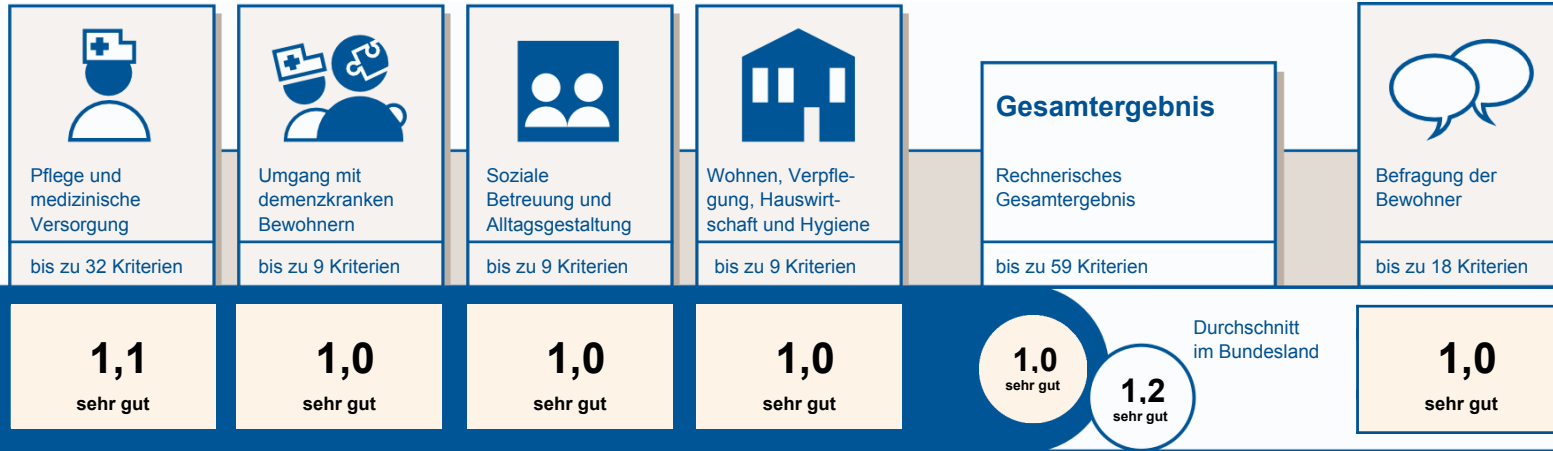 Pflege und
medizinische
Versorgung
bis zu 32 Kriterien
1,1
sehr gut
Umgang mit
demenzkranken
Bewohnern
bis zu 9 Kriterien
1,0
sehr gut
Soziale
Betreuung und
Alltagsgestaltung
bis zu 9 Kriterien
1,0
sehr gut
Wohnen, Verpfle-
gung, Hauswirt-
schaft und Hygiene
bis zu 9 Kriterien
1,0
sehr gut
Gesamtergebnis
Rechnerisches
Gesamtergebnis
bis zu 59 Kriterien
1,0
sehr gut
1,2
sehr gut
Durchschnitt
im Bundesland
Befragung der
Bewohner
bis zu 18 Kriterien
1,0
sehr gut